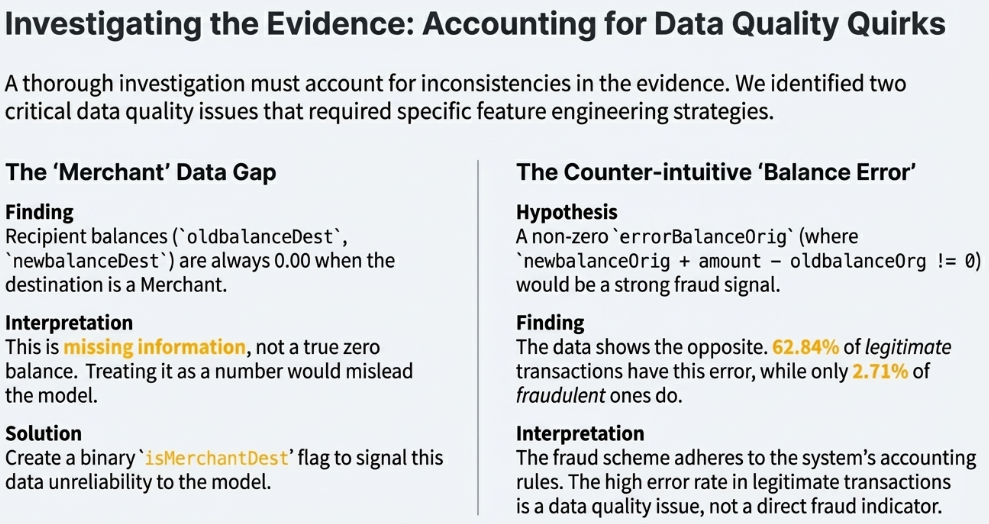 Investigating the Evidence: Accounting for Data Quality Quirks
A thorough investigation must account for inconsistencies in the evidence. We identified two
critical data quality issues that required specific feature engineering strategies.
The ‘Merchant’ Data Gap
Finding
Recipient balances (`oldbalanceDest`,
`newbalanceDest`) are always 0.00 when the
destination is a Merchant.
Interpretation
This is missing information, not a true zero
balance. Treating it as a number would mislead
the model.
Solution
Create a binary `isMerchantDest’ flag to signal this
data unreliability to the model.
The Counter-intuitive ‘Balance Error’
Hypothesis
A non-zero `errorBalanceOrig` (where
`newbalanceOrig + amount − oldbalanceOrg != 0)
would be a strong fraud signal.
Finding
The data shows the opposite. 62.84% of legitimate
transactions have this error, while only 2.71% of
fraudulent ones do.
Interpretation
The fraud scheme adheres to the system’s accounting
rules. The high error rate in legitimate transactions
is a data quality issue, not a direct fraud indicator.